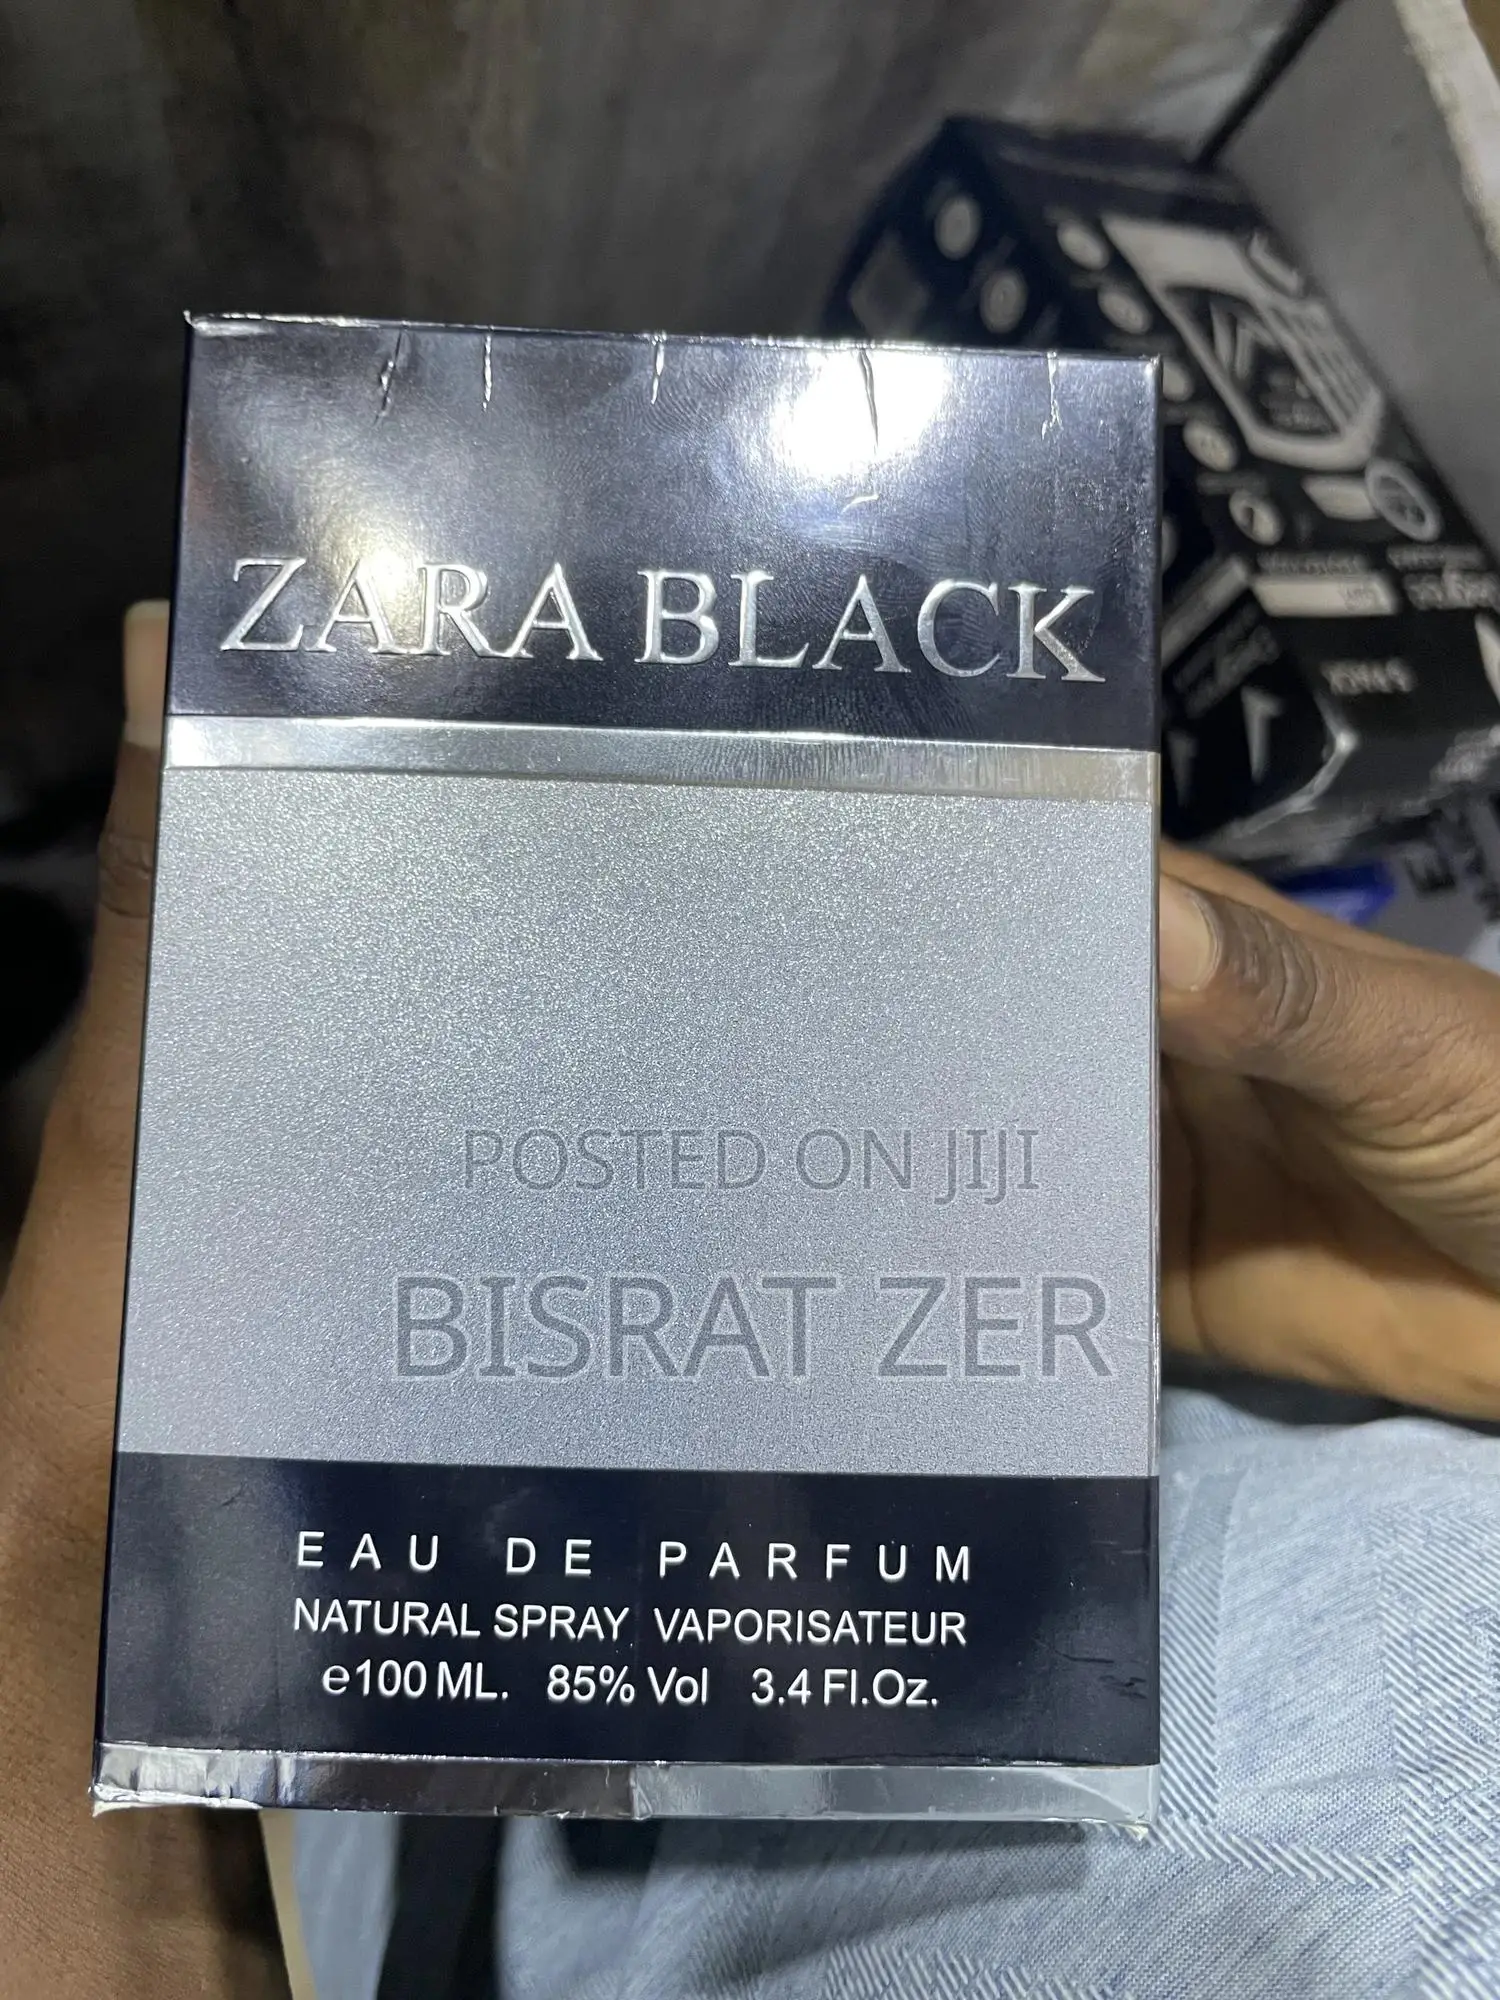 ZARA BLACK
POSTED ON JIJI
BISRAT ZER
EAU DE PARFUM
NATURAL SPRAY VAPORISATEUR
e100 ML. 85% Vol 3.4 Fl.Oz.